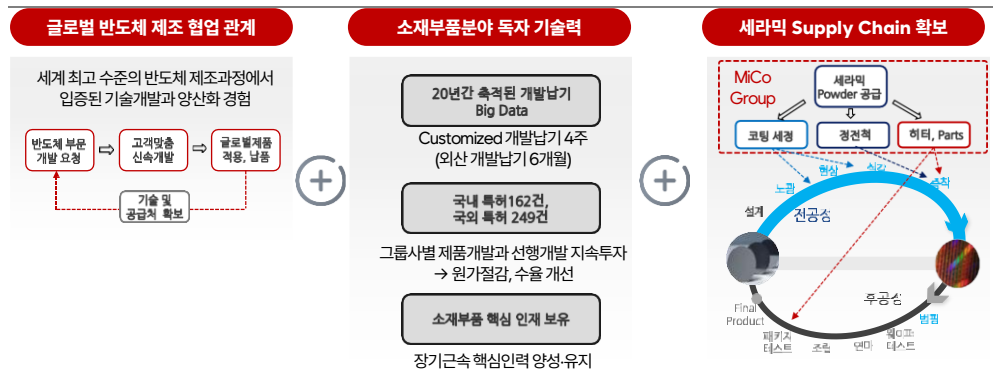 글로벌 반도체 제조 협업 관계
세계 최고 수준의 반도체 제조과정에서
입증된 기술개발과 양산화 경험
반도체 부문
개발 요청
고객맞춤
신속개발
글로벌제품
적용, 납품
기술 및
공급처 확보
소재부품분야 독자 기술력
20년간 축적된 개발납기
Big Data
Customized 개발납기 4주
(외산 개발납기 6개월)
국내 특허162건,
국외 특허 249건
그룹사별 제품개발과 선행개발 지속투자
→ 원가절감, 수율 개선
소재부품 핵심 인재 보유
장기근속 핵심인력 양성·유지
세라믹 Supply Chain 확보
MiCo
Group
세라믹
Powder 공급
코팅 세정
정전척
히터, Parts
노광
현상
식각
증착
설계
전공정
후공정
Final
Product
범핑
패키지
테스트
조립
연마
웨이퍼
테스트